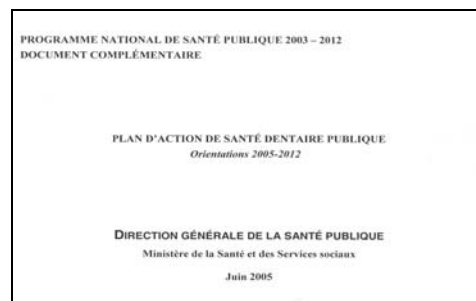 PROGRAMME NATIONAL DE SANTÉ PUBLIQUE 2003 – 2012
DOCUMENT COMPLÉMENTAIRE
PLAN D'ACTION DE SANTÉ DENTAIRE PUBLIQUE
Orientations 2005-2012
DIRECTION GÉNÉRALE DE LA SANTÉ PUBLIQUE
Ministère de la Santé et des Services sociaux
Juin 2005